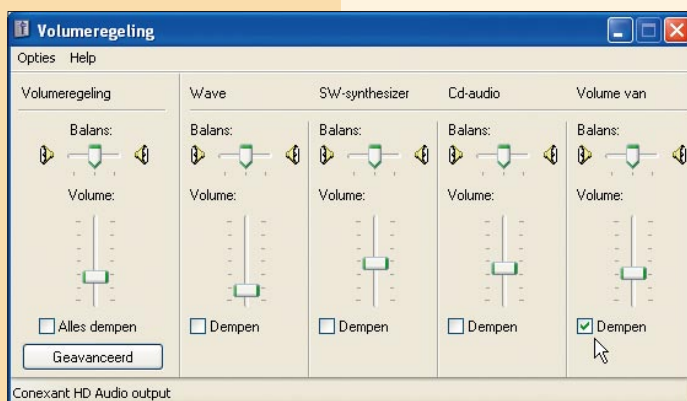 Volumeregeling
Opties Help
Volumeregeling Wave SW-synthesizer Cd-audio Volume van
Balans: Balans: Balans: Balans: Balans:
Volume: Volume: Volume: Volume: Volume:
Alles dempen Dempen Dempen Dempen Dempen
Geavanceerd
Conexant HD Audio output